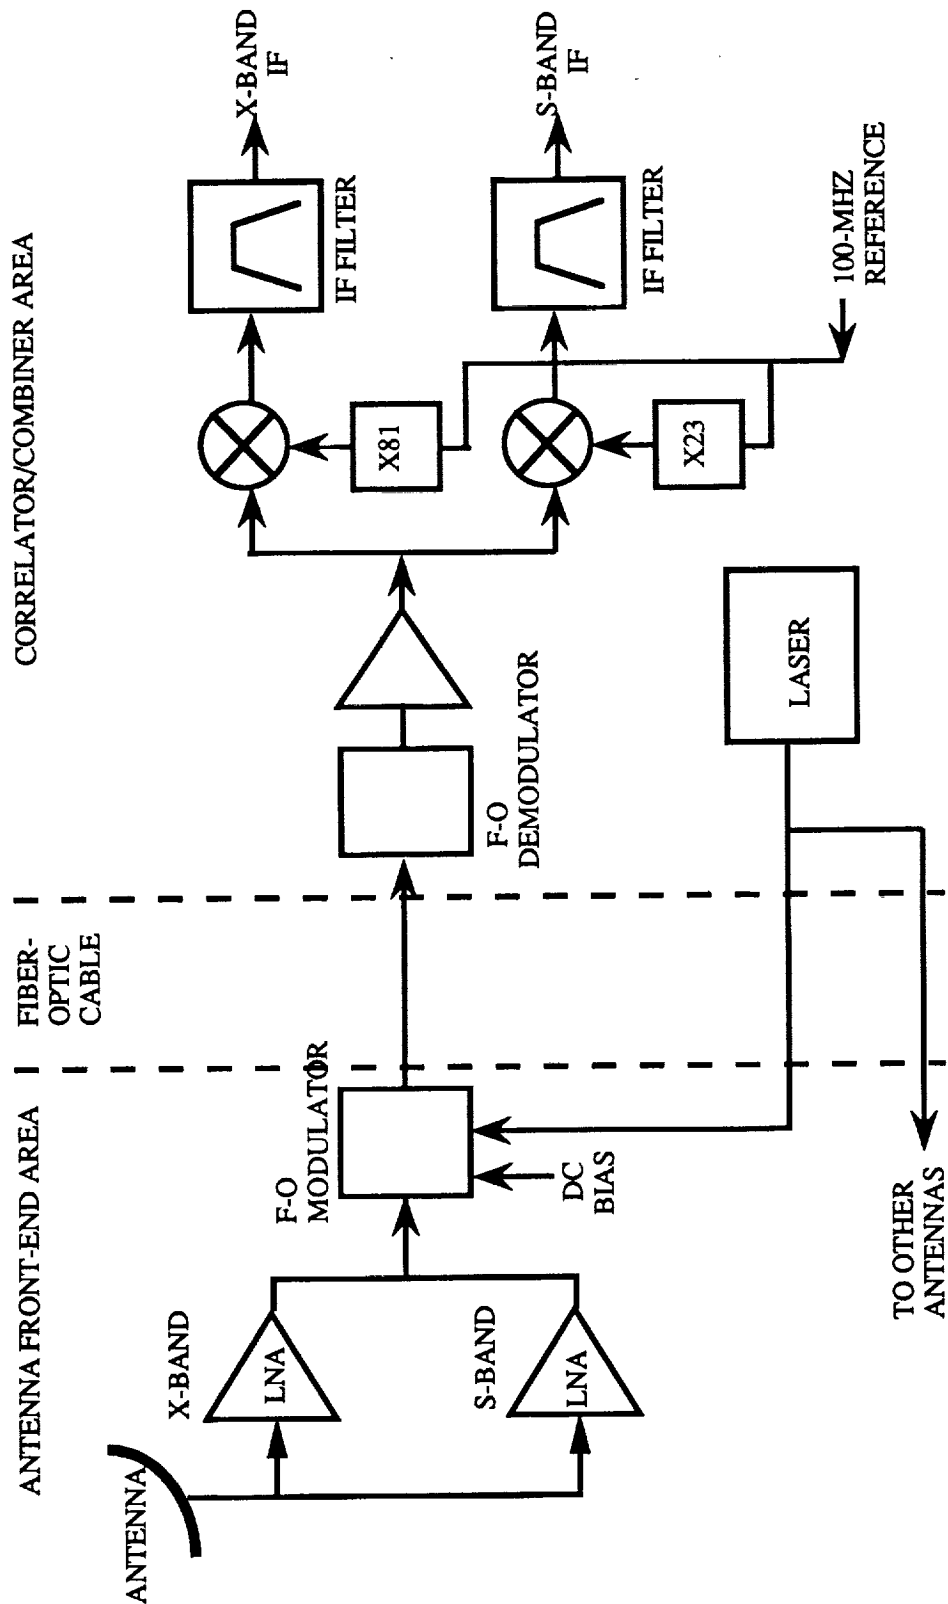 ANTENNA FRONT-END AREA
FIBER-
OPTIC
CABLE
CORRELATOR/COMBINER AREA
ANTENNA
X-BAND
LNA
S-BAND
LNA
F-O
MODULATOR
DC
BIAS
F-O
DEMODULATOR
X81
X23
IF FILTER
IF FILTER
X-BAND
IF
S-BAND
IF
100-MHZ
REFERENCE
LASER
TO OTHER
ANTENNAS